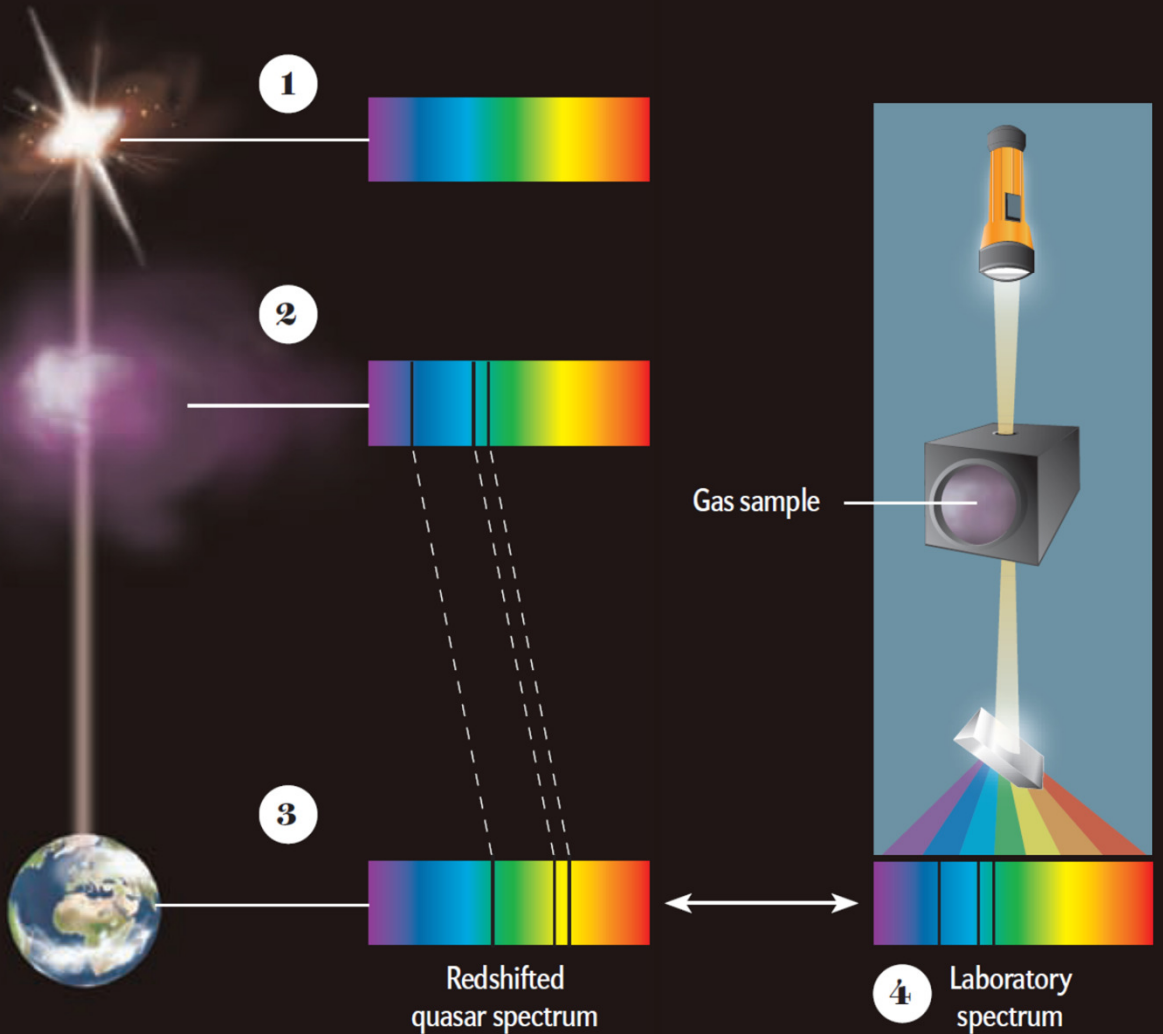 1
2
Gas sample
3
Redshifted
quasar spectrum
4
Laboratory
spectrum